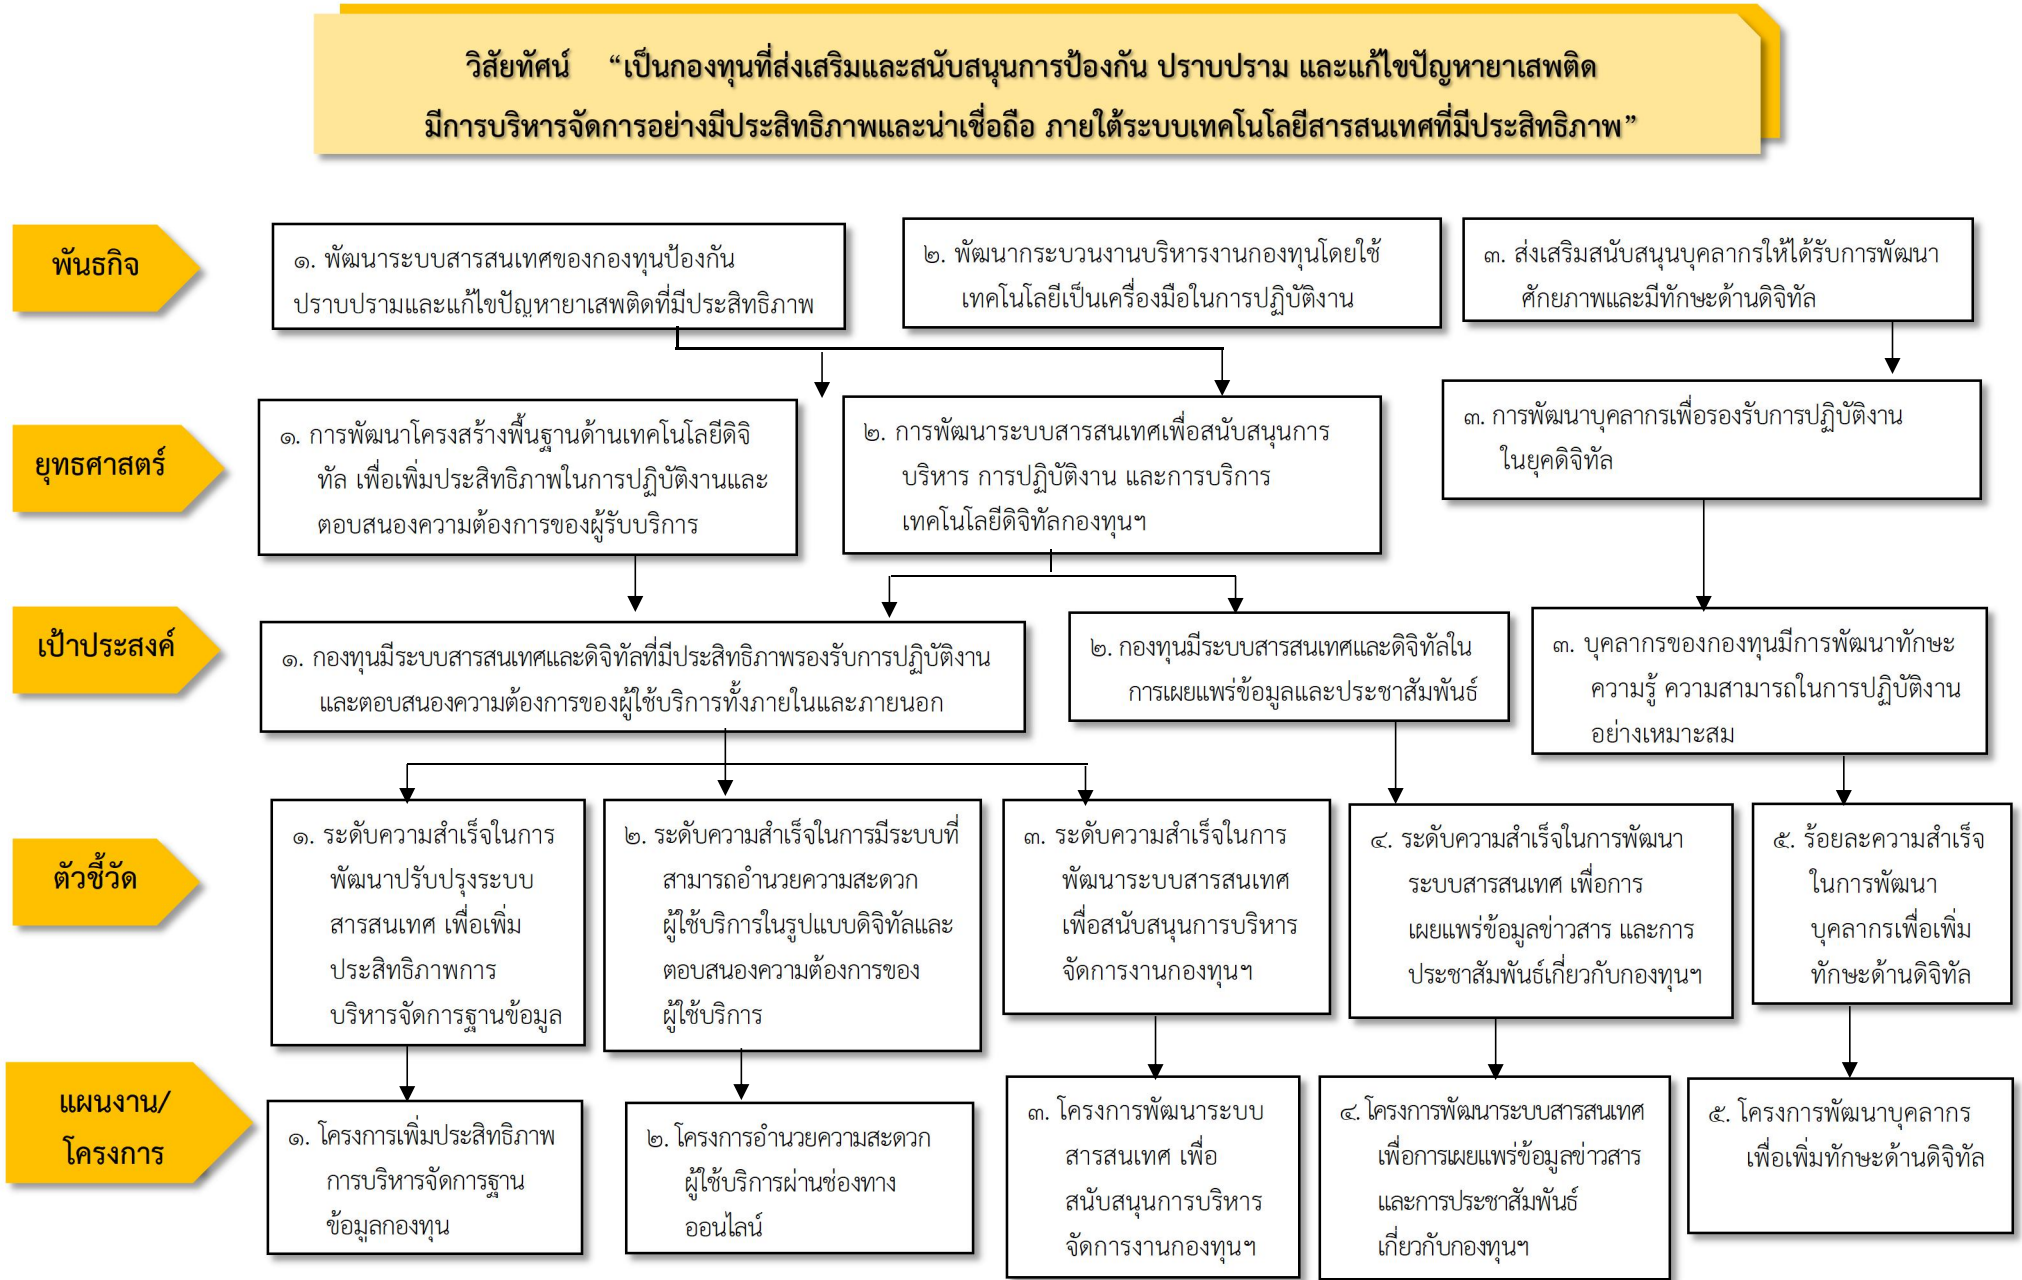 วิสัยทัศน์ “เป็นกองทุนที่ส่งเสริมและสนับสนุนการป้องกัน ปราบปราม และแก้ไขปัญหายาเสพติด
มีการบริหารจัดการอย่างมีประสิทธิภาพและน่าเชื่อถือ ภายใต้ระบบเทคโนโลยีสารสนเทศที่มีประสิทธิภาพ”
พันธกิจ
๑. พัฒนาระบบสารสนเทศของกองทุนป้องกัน
ปราบปรามและแก้ไขปัญหายาเสพติดที่มีประสิทธิภาพ
๒. พัฒนากระบวนงานบริหารงานกองทุนโดยใช้
เทคโนโลยีเป็นเครื่องมือในการปฏิบัติงาน
๓. ส่งเสริมสนับสนุนบุคลากรให้ได้รับการพัฒนา
ศักยภาพและมีทักษะด้านดิจิทัล
ยุทธศาสตร์
๑. การพัฒนาโครงสร้างพื้นฐานด้านเทคโนโลยีดิจิ
ทัล เพื่อเพิ่มประสิทธิภาพในการปฏิบัติงานและ
ตอบสนองความต้องการของผู้รับบริการ
๒. การพัฒนาระบบสารสนเทศเพื่อสนับสนุนการ
บริหาร การปฏิบัติงาน และการบริการ
เทคโนโลยีดิจิทัลกองทุนฯ
๓. การพัฒนาบุคลากรเพื่อรองรับการปฏิบัติงาน
ในยุคดิจิทัล
เป้าประสงค์
๑. กองทุนมีระบบสารสนเทศและดิจิทัลที่มีประสิทธิภาพรองรับการปฏิบัติงาน
และตอบสนองความต้องการของผู้ใช้บริการทั้งภายในและภายนอก
๒. กองทุนมีระบบสารสนเทศและดิจิทัลใน
การเผยแพร่ข้อมูลและประชาสัมพันธ์
๓. บุคลากรของกองทุนมีการพัฒนาทักษะ
ความรู้ ความสามารถในการปฏิบัติงาน
อย่างเหมาะสม
ตัวชี้วัด
๑. ระดับความสำเร็จในการ
พัฒนาปรับปรุงระบบ
สารสนเทศ เพื่อเพิ่ม
ประสิทธิภาพการ
บริหารจัดการฐานข้อมูล
๒. ระดับความสำเร็จในการมีระบบที่
สามารถอำนวยความสะดวก
ผู้ใช้บริการในรูปแบบดิจิทัลและ
ตอบสนองความต้องการของ
ผู้ใช้บริการ
๓. ระดับความสำเร็จในการ
พัฒนาระบบสารสนเทศ
เพื่อสนับสนุนการบริหาร
จัดการงานกองทุนฯ
๔. ระดับความสำเร็จในการพัฒนา
ระบบสารสนเทศ เพื่อการ
เผยแพร่ข้อมูลข่าวสาร และการ
ประชาสัมพันธ์เกี่ยวกับกองทุนฯ
๕. ร้อยละความสำเร็จ
ในการพัฒนา
บุคลากรเพื่อเพิ่ม
ทักษะด้านดิจิทัล
แผนงาน/
โครงการ
๑. โครงการเพิ่มประสิทธิภาพ
การบริหารจัดการฐาน
ข้อมูลกองทุน
๒. โครงการอำนวยความสะดวก
ผู้ใช้บริการผ่านช่องทาง
ออนไลน์
๓. โครงการพัฒนาระบบ
สารสนเทศ เพื่อ
สนับสนุนการบริหาร
จัดการงานกองทุนฯ
๔. โครงการพัฒนาระบบสารสนเทศ
เพื่อการเผยแพร่ข้อมูลข่าวสาร
และการประชาสัมพันธ์
เกี่ยวกับกองทุนฯ
๕. โครงการพัฒนาบุคลากร
เพื่อเพิ่มทักษะด้านดิจิทัล